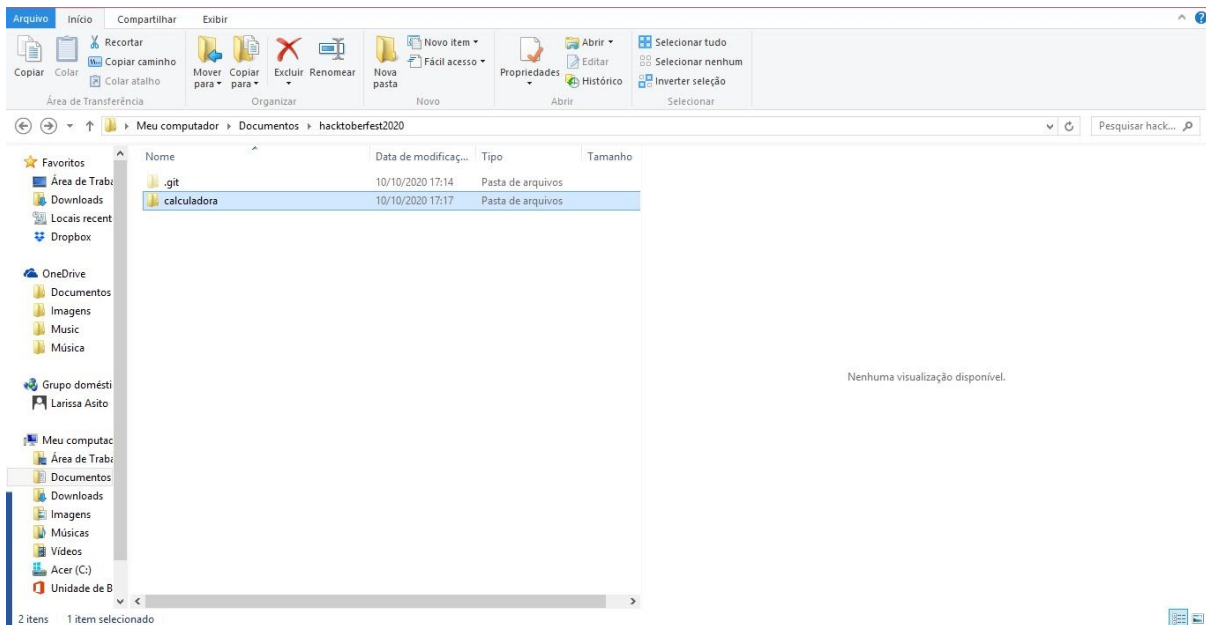 Arquivo Início Compartilhar Exibir
Copiar
Colar
Recortar
Copiar caminho
Colar atalho
Área de Transferência
Mover para
Copiar para
Excluir
Renomear
Organizar
Nova pasta
Novo item
Fácil acesso
Novo
Propriedades
Abrir
Editar
Histórico
Abrir
Selecionar tudo
Selecionar nenhum
Inverter seleção
Selecionar
Meu computador Documentos hacktoberfest2020
Pesquisar hack...
Favoritos
Área de Traba
Downloads
Locais recent
Dropbox
OneDrive
Documentos
Imagens
Music
Música
Grupo domésti
Larissa Asito
Meu computac
Área de Traba
Documentos
Downloads
Imagens
Músicas
Vídeos
Acer (C:)
Unidade de B
Nome Data de modificaç... Tipo Tamanho
.git 10/10/2020 17:14 Pasta de arquivos
calculadora 10/10/2020 17:17 Pasta de arquivos
Nenhuma visualização disponível.
2 itens 1 item selecionado